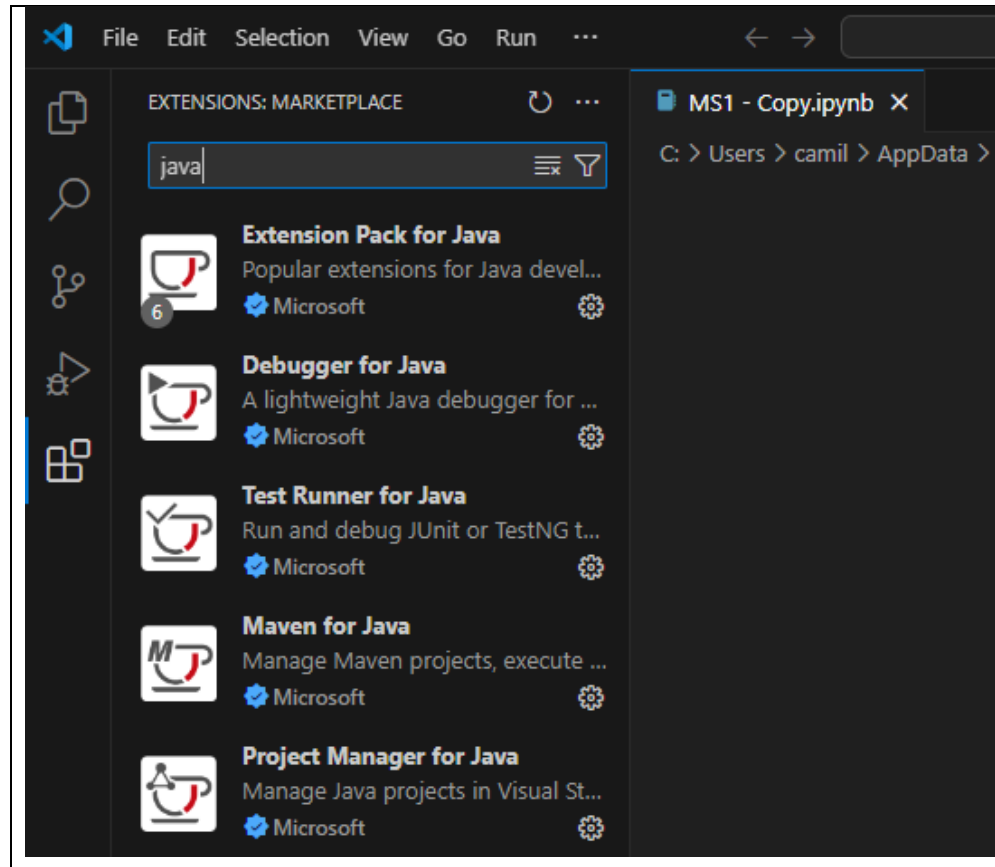 File Edit Selection View Go Run ···
EXTENSIONS: MARKETPLACE ···
MS1 - Copy.ipynb
java
C: > Users > camil > AppData >
Extension Pack for Java
Popular extensions for Java devel...
6
Microsoft
Debugger for Java
A lightweight Java debugger for ...
Microsoft
Test Runner for Java
Run and debug JUnit or TestNG t...
Microsoft
Maven for Java
Manage Maven projects, execute ...
M
Microsoft
Project Manager for Java
Manage Java projects in Visual St...
Microsoft